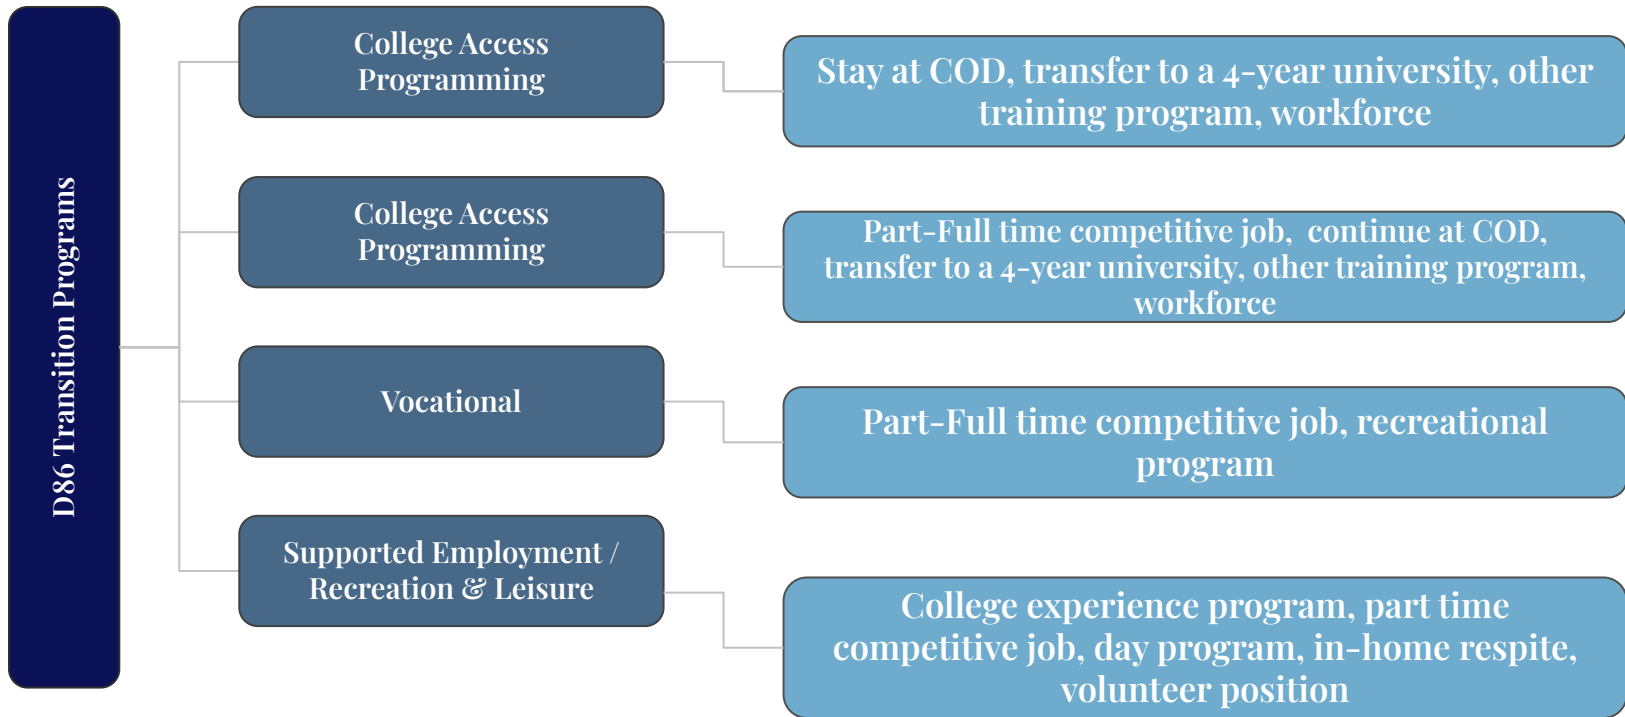 D86 Transition Programs
College Access
Programming
Stay at COD, transfer to a 4-year university, other
training program, workforce
College Access
Programming
Part-Full time competitive job, continue at COD,
transfer to a 4-year university, other training program,
workforce
Vocational
Part-Full time competitive job, recreational
program
Supported Employment /
Recreation & Leisure
College experience program, part time
competitive job, day program, in-home respite,
volunteer position